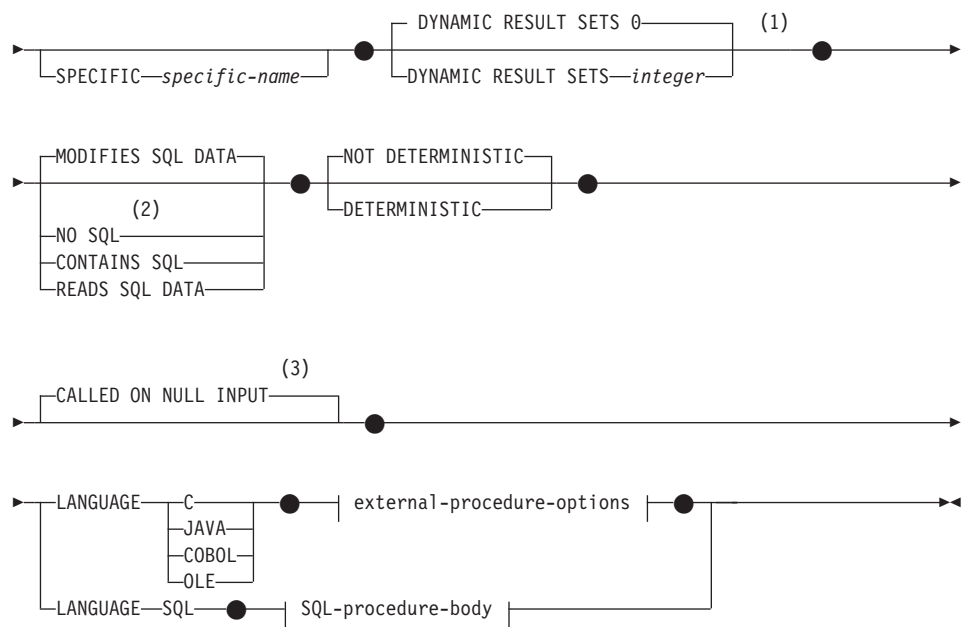 DYNAMIC RESULT SETS 0 (1)
SPECIFIC specific-name DYNAMIC RESULT SETS integer
MODIFIES SQL DATA NOT DETERMINISTIC
(2) DETERMINISTIC
NO SQL
CONTAINS SQL
READS SQL DATA
(3)
CALLED ON NULL INPUT
LANGUAGE C external-procedure-options
JAVA
COBOL
OLE
LANGUAGE SQL SQL-procedure-body